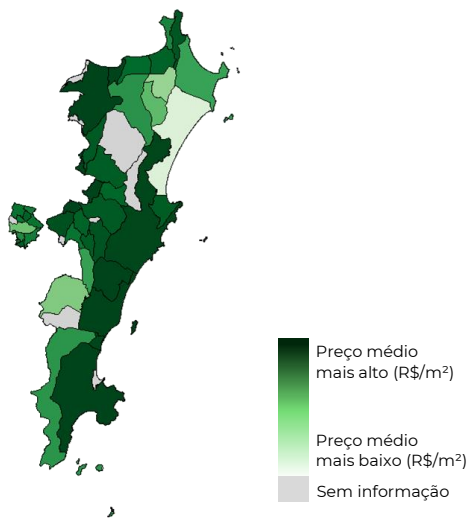 Preço médio
mais alto (R$/m²)
Preço médio
mais baixo (R$/m²)
Sem informação